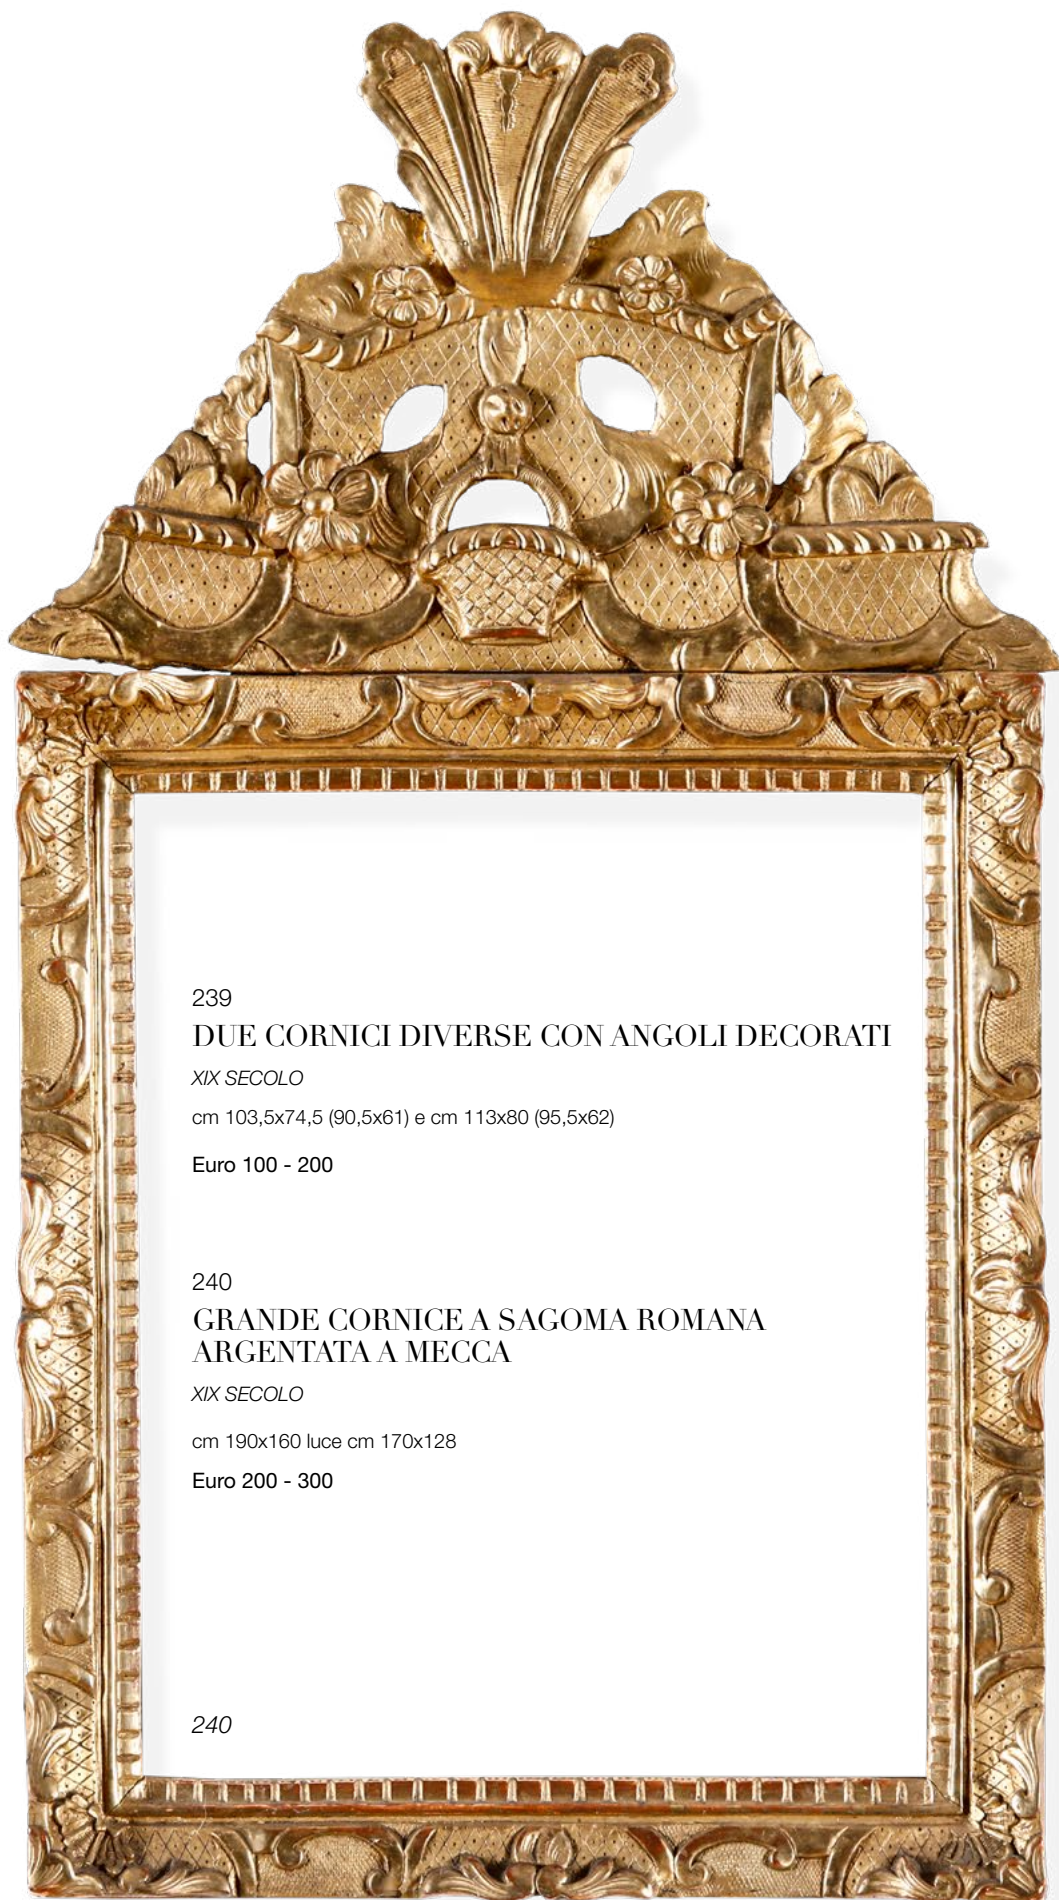 239
DUE CORNICI DIVERSE CON ANGOLI DECORATI
XIX SECOLO
cm 103,5x74,5 (90,5x61) e cm 113x80 (95,5x62)
Euro 100 - 200
240
GRANDE CORNICE A SAGOMA ROMANA
ARGENTATA A MECCA
XIX SECOLO
cm 190x160 luce cm 170x128
Euro 200 - 300
240